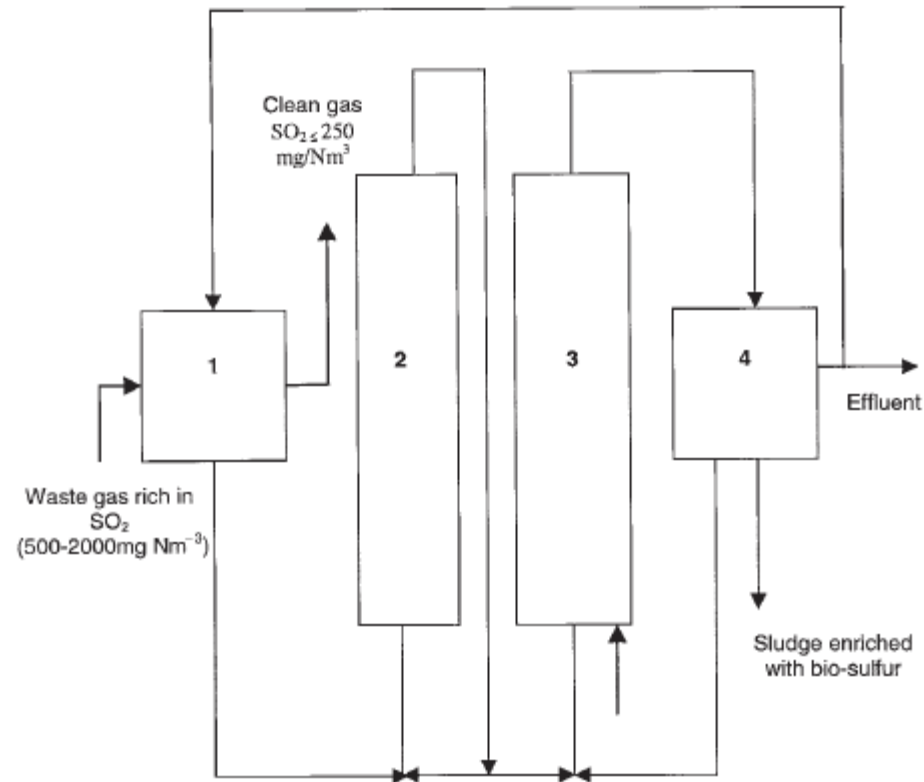 Clean gas
SO₂≤ 250
mg/Nm³
1
2
3
4
Effluent
Waste gas rich in
SO₂
(500-2000mg Nm⁻³)
Sludge enriched
with bio-sulfur